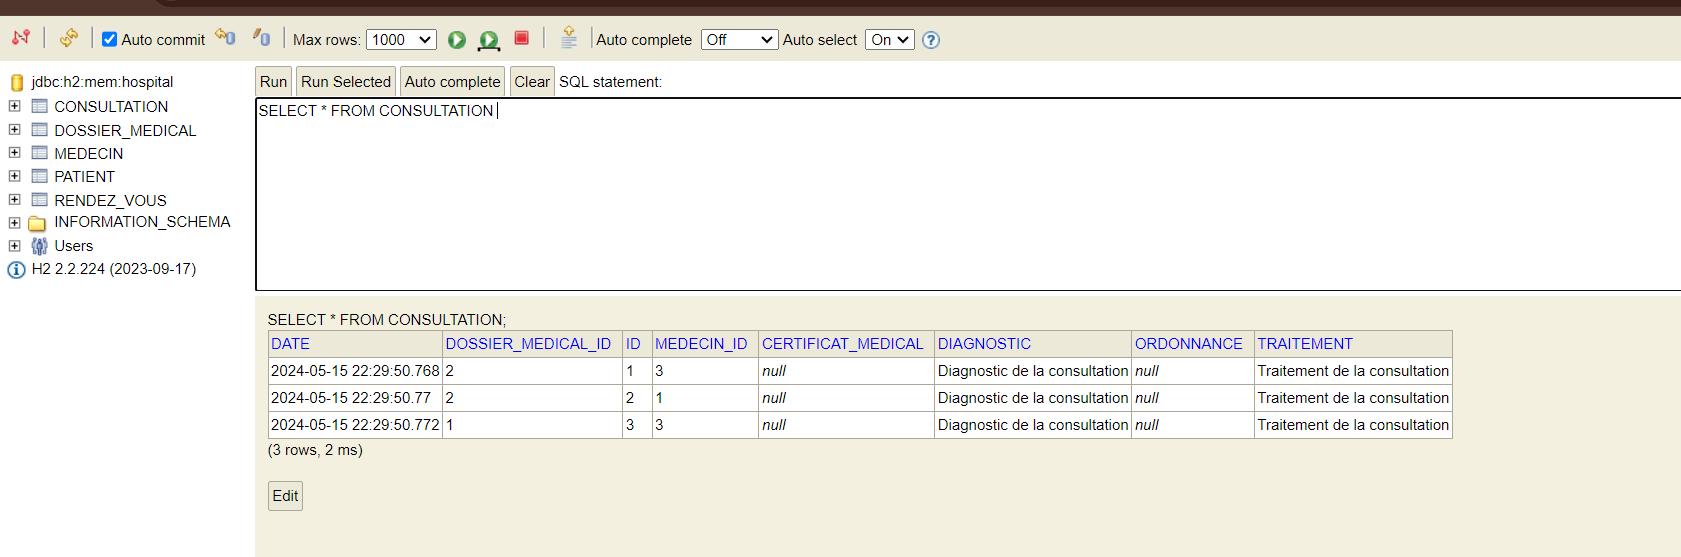 Auto commit Max rows: 1000 Auto complete Off Auto select On ?
jdbc:h2:mem:hospital
CONSULTATION
DOSSIER_MEDICAL
MEDECIN
PATIENT
RENDEZ_VOUS
INFORMATION_SCHEMA
Users
H2 2.2.224 (2023-09-17)
Run Run Selected Auto complete Clear SQL statement:
SELECT * FROM CONSULTATION
SELECT * FROM CONSULTATION;
DATE DOSSIER_MEDICAL_ID ID MEDECIN_ID CERTIFICAT_MEDICAL DIAGNOSTIC ORDONNANCE TRAITEMENT
2024-05-15 22:29:50.768 2 1 3 null Diagnostic de la consultation null Traitement de la consultation
2024-05-15 22:29:50.77 2 2 1 null Diagnostic de la consultation null Traitement de la consultation
2024-05-15 22:29:50.772 1 3 3 null Diagnostic de la consultation null Traitement de la consultation
(3 rows, 2 ms)
Edit